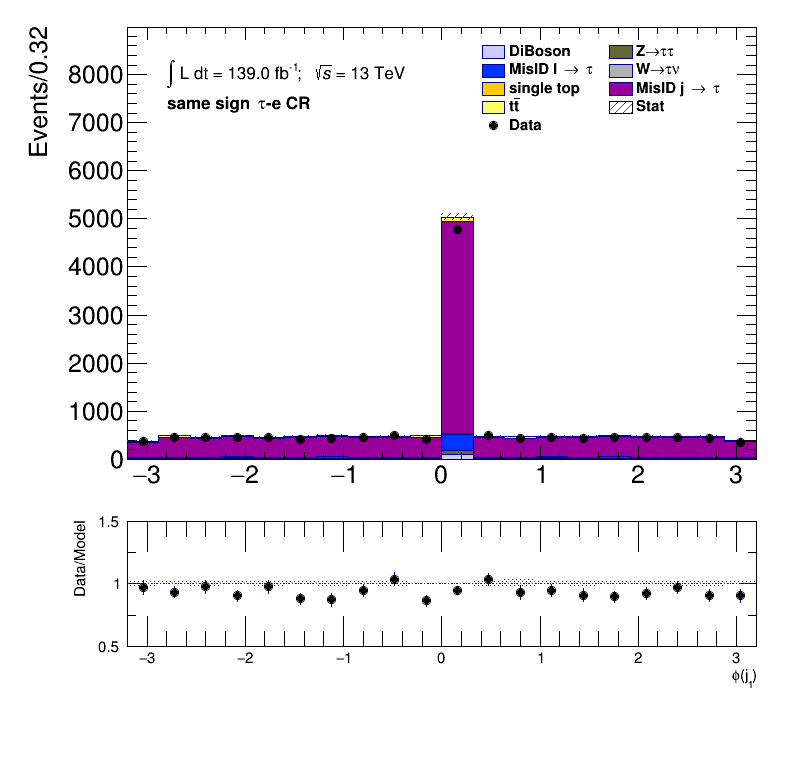 Events/0.32
∫ L dt = 139.0 fb⁻¹; √s = 13 TeV
same sign τ-e CR
DiBoson
MisID l → τ
single top
tt̄
Data
Z→ττ
W→τν
MisID j → τ
Stat
8000
7000
6000
5000
4000
3000
2000
1000
0
−3 −2 −1 0 1 2 3
Data/Model
1.5
1
0.5
−3 −2 −1 0 1 2 3
ϕ(j₁)